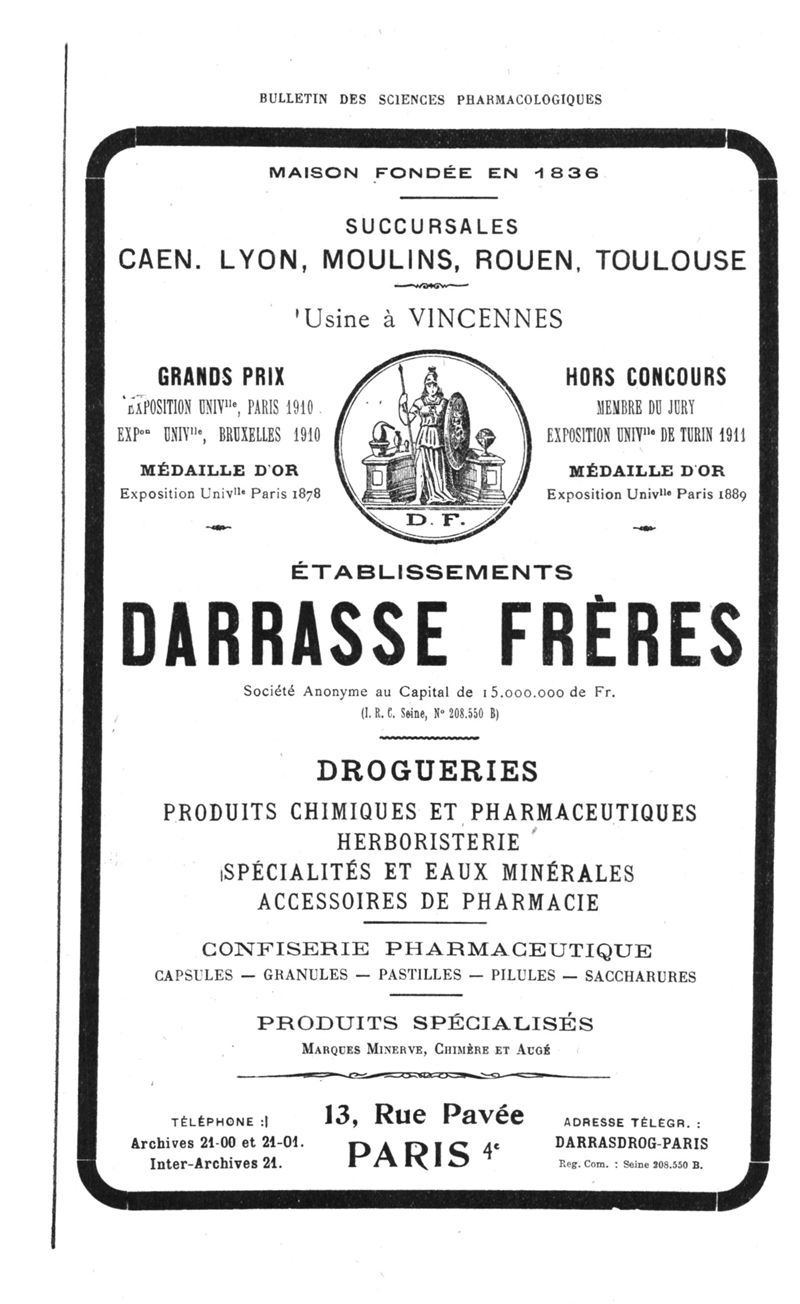 BULLETIN DES SCIENCES PHARMACOLOGIQUES
MAISON FONDÉE EN 1836
SUCCURSALES
CAEN. LYON, MOULINS, ROUEN, TOULOUSE
Usine à VINCENNES
GRANDS PRIX
EXPOSITION UNIVlle, PARIS 1910
EXPon UNIVlle, BRUXELLES 1910
MÉDAILLE D'OR
Exposition Univlle Paris 1878
D. F.
HORS CONCOURS
MEMBRE DU JURY
EXPOSITION UNIVlle DE TURIN 1911
MÉDAILLE D'OR
Exposition Univlle Paris 1889
ÉTABLISSEMENTS
DARRASSE FRÈRES
Société Anonyme au Capital de 15.000.000 de Fr.
(I. R. C. Seine, No 208.550 B)
DROGUERIES
PRODUITS CHIMIQUES ET PHARMACEUTIQUES
HERBORISTERIE
SPÉCIALITÉS ET EAUX MINÉRALES
ACCESSOIRES DE PHARMACIE
CONFISERIE PHARMACEUTIQUE
CAPSULES — GRANULES — PASTILLES — PILULES — SACCHARURES
PRODUITS SPÉCIALISÉS
MARQUES MINERVE, CHIMÈRE ET AUGÉ
TÉLÉPHONE :
Archives 21-00 et 21-01.
Inter-Archives 21.
13, Rue Pavée
PARIS 4e
ADRESSE TÉLÉGR. :
DARRASDROG-PARIS
Reg. Com. : Seine 208.550 B.